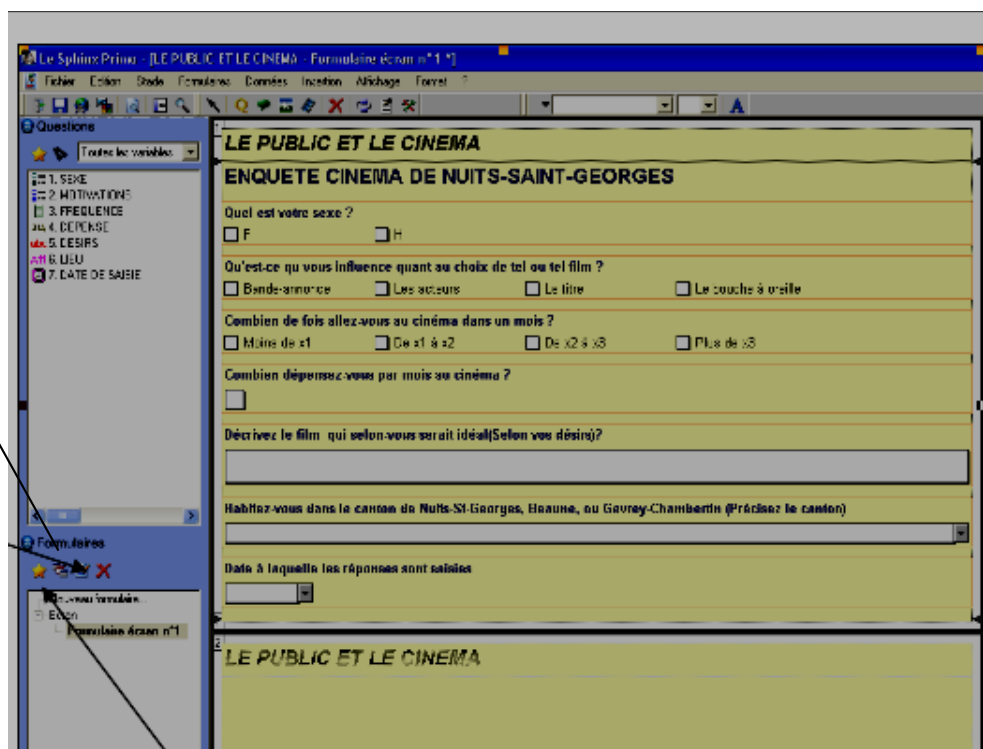 Le Sphinx Primo - [LE PUBLIC ET LE CINEMA - Formulaire écran n°1 *]
Fichier Edition Stade Formulaires Données Insertion Affichage Format ?
A
Questions
Toutes les variables
1. SEXE
2. MOTIVATIONS
3. FREQUENCE
4. DEPENSE
abc 5. DESIRS
6. LIEU
7. DATE DE SAISIE
Formulaires
Nouveau formulaire...
Ecran
Formulaire écran n°1
1
LE PUBLIC ET LE CINEMA
ENQUETE CINEMA DE NUITS-SAINT-GEORGES
Quel est votre sexe ?
F H
Qu'est-ce qu vous influence quant au choix de tel ou tel film ?
Bande-annonce Les acteurs Le titre Le bouche à oreille
Combien de fois allez-vous au cinéma dans un mois ?
Moins de x1 De x1 à x2 De x2 à x3 Plus de x3
Combien dépensez-vous par mois au cinéma ?
Décrivez le film qui selon-vous serait idéal(Selon vos désirs)?
Habitez-vous dans le canton de Nuits-St-Georges, Beaune, ou Gevrey-Chambertin (Précisez le canton)
Date à laquelle les réponses sont saisies
2
LE PUBLIC ET LE CINEMA